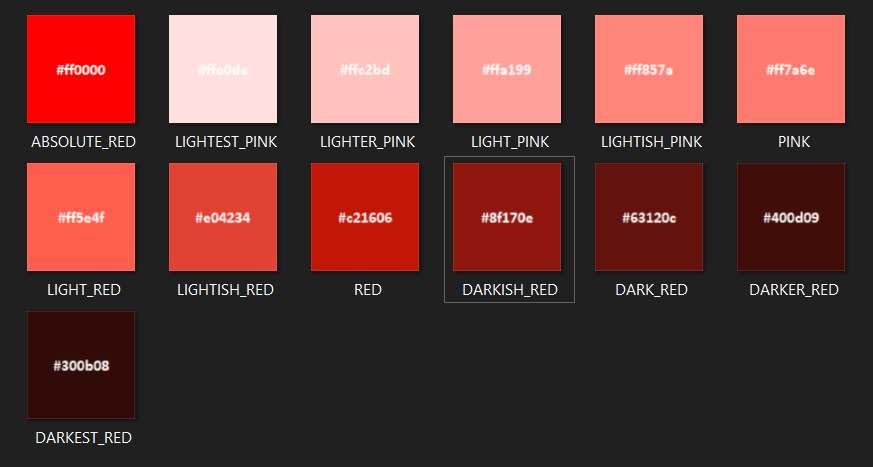 #ff0000 #ffe0de #ffc2bd #ffa199 #ff857a #ff7a6e
ABSOLUTE_RED LIGHTEST_PINK LIGHTER_PINK LIGHT_PINK LIGHTISH_PINK PINK
#ff5e4f #e04234 #c21606 #8f170e #63120c #400d09
LIGHT_RED LIGHTISH_RED RED DARKISH_RED DARK_RED DARKER_RED
#300b08
DARKEST_RED